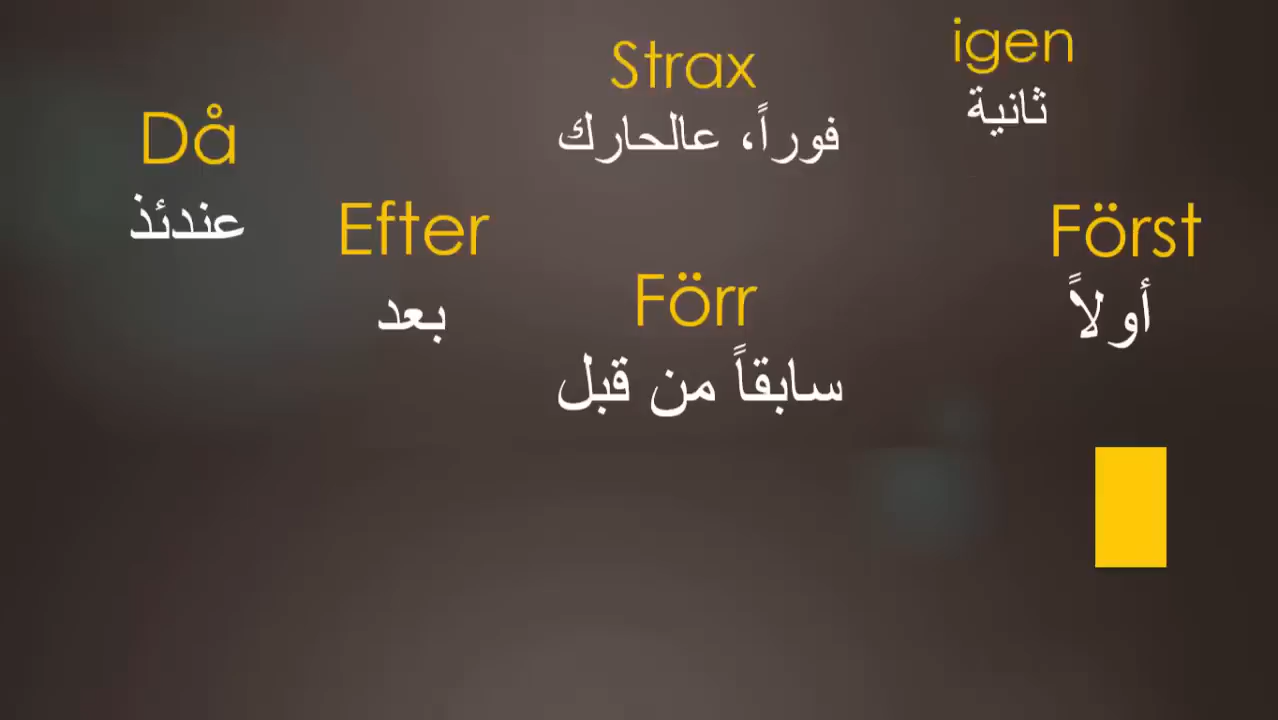 igen
ثانية
Strax
فوراً، عالحارك
Då
عندئذ
Efter
بعد
Först
أولاً
Förr
سابقاً من قبل